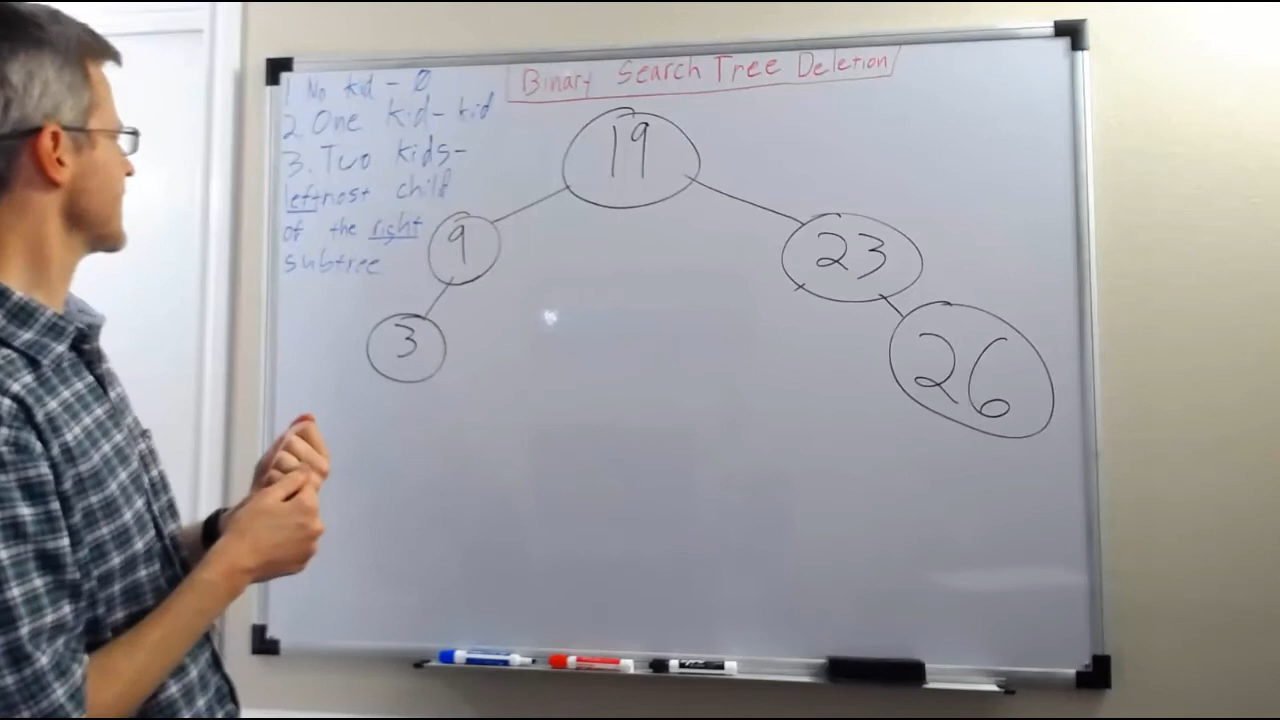 Binary Search Tree Deletion
1 No kid - Ø
2. One kid - kid
3. Two kids -
leftmost child
of the right
subtree
19
9
23
3
26